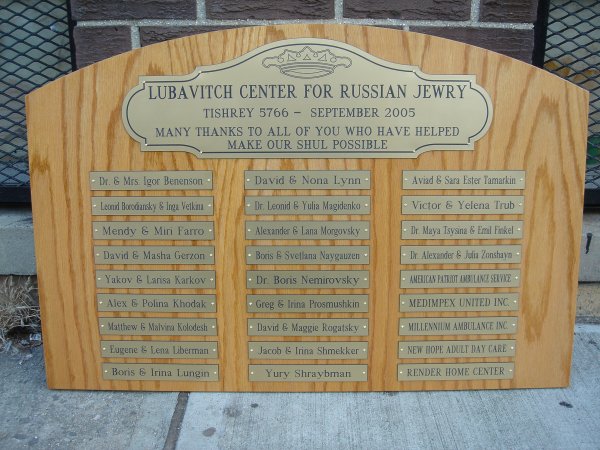 LUBAVITCH CENTER FOR RUSSIAN JEWRY
TISHREY 5766 - SEPTEMBER 2005
MANY THANKS TO ALL OF YOU WHO HAVE HELPED
MAKE OUR SHUL POSSIBLE
Dr. & Mrs. Igor Benenson
Leonid Borodiansky & Inga Vetkina
Mendy & Miri Farro
David & Masha Gerzon
Yakov & Larisa Karkov
Alex & Polina Khodak
Matthew & Malvina Kolodesh
Eugene & Lena Liberman
Boris & Irina Lungin
David & Nona Lynn
Dr. Leonid & Yulia Magidenko
Alexander & Lana Morgovsky
Boris & Svetlana Naygauzen
Dr. Boris Nemirovsky
Greg & Irina Prosmushkin
David & Maggie Rogatsky
Jacob & Inna Shmekker
Yury Shraybman
Aviad & Sara Ester Tamarkin
Victor & Yelena Trub
Dr. Maya Tsysina & Emil Finkel
Dr. Alexander & Julia Zonshayn
AMERICAN PATRIOT AMBULANCE SERVICE
MEDIMPEX UNITED INC.
MILLENNIUM AMBULANCE INC.
NEW HOPE ADULT DAY CARE
RENDER HOME CENTER